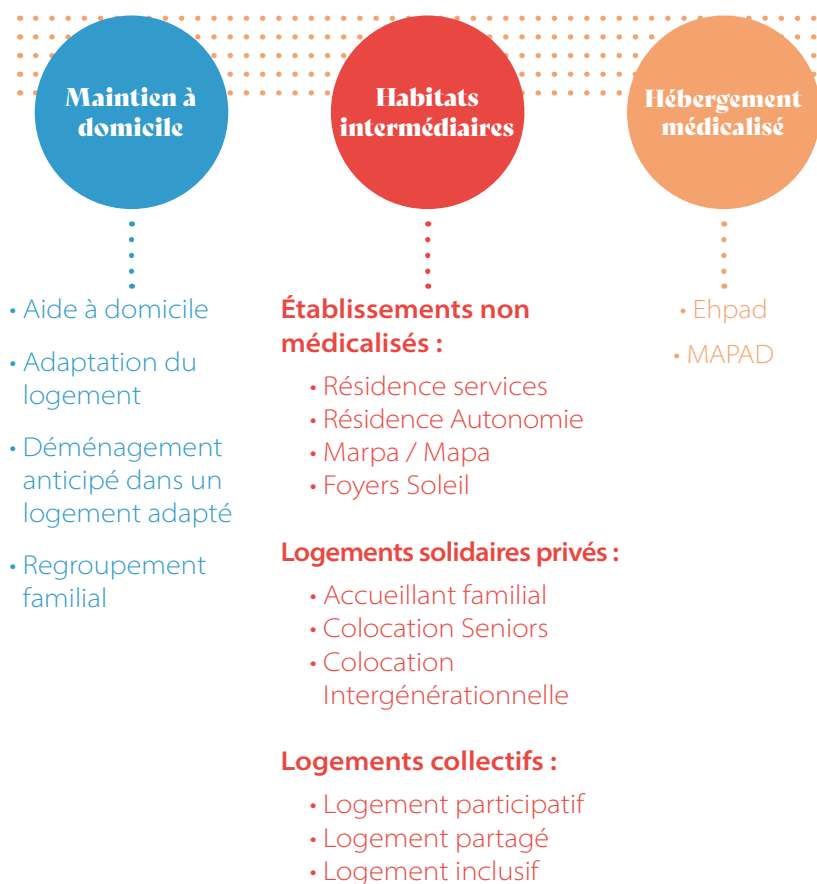 Maintien à
domicile
• Aide à domicile
• Adaptation du
logement
• Déménagement
anticipé dans un
logement adapté
• Regroupement
familial
Habitats
intermédiaires
Établissements non
médicalisés :
• Résidence services
• Résidence Autonomie
• Marpa / Mapa
• Foyers Soleil
Logements solidaires privés :
• Accueillant familial
• Colocation Seniors
• Colocation
Intergénérationnelle
Logements collectifs :
• Logement participatif
• Logement partagé
• Logement inclusif
Hébergement
médicalisé
• Ehpad
• MAPAD